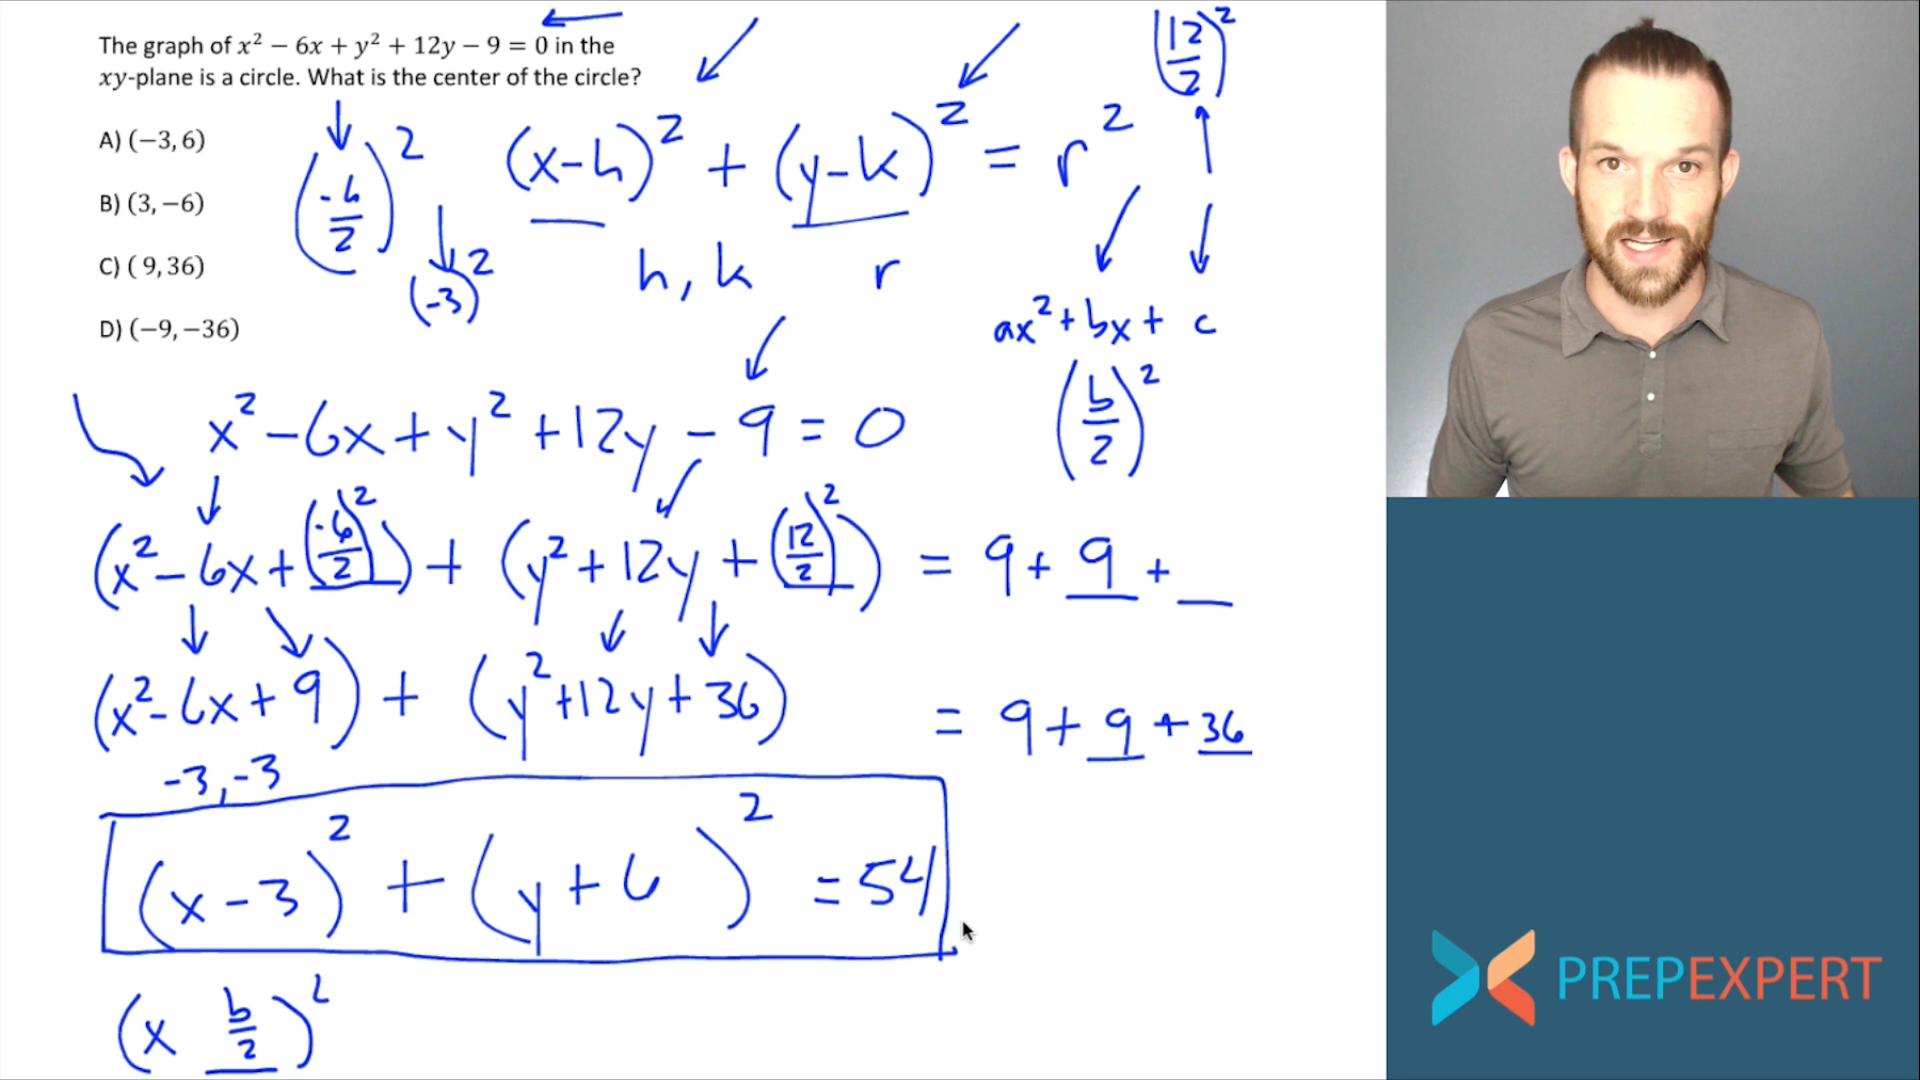 The graph of x² − 6x + y² + 12y − 9 = 0 in the
xy-plane is a circle. What is the center of the circle?
A) (−3, 6)
B) (3, −6)
C) ( 9, 36)
D) (−9, −36)
(-6/2)²
(-3)²
(x-h)² + (y-k)² = r²
h, k r
(12/2)²
ax² + bx + c
(b/2)²
x² - 6x + y² + 12y - 9 = 0
(x² - 6x + (-6/2)²) + (y² + 12y + (12/2)²) = 9 + 9 + __
(x² - 6x + 9) + (y² + 12y + 36) = 9 + 9 + 36
-3, -3
(x - 3)² + (y + 6)² = 54
(x b/2)²
PREPEXPERT